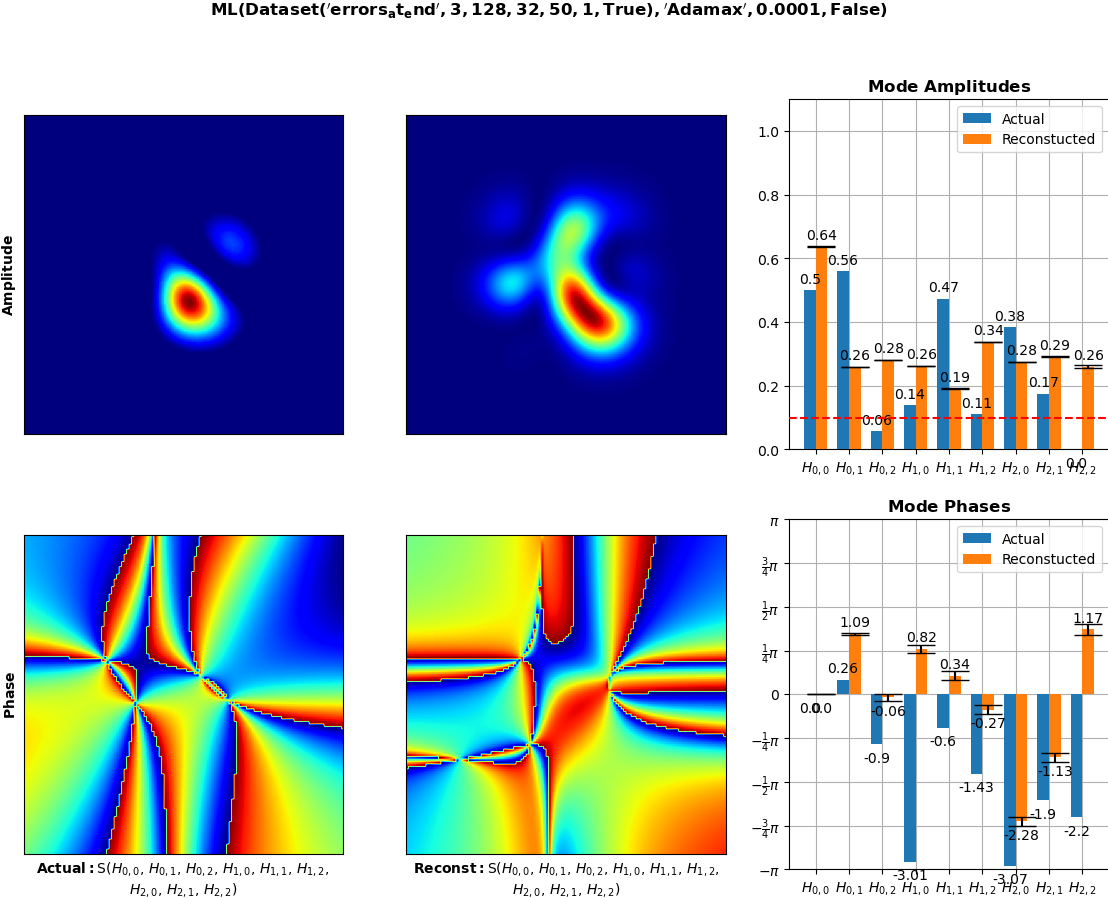 ML(Dataset('errors_at_end', 3, 128, 32, 50, 1, True), 'Adamax', 0.0001, False)
Amplitude
Mode Amplitudes
Actual
Reconstucted
1.0
0.8
0.6
0.4
0.2
0.0
0.5
0.64
0.56
0.26
0.06
0.28
0.14
0.26
0.47
0.19
0.11
0.34
0.38
0.28
0.17
0.29
0.0
0.26
H0,0 H0,1 H0,2 H1,0 H1,1 H1,2 H2,0 H2,1 H2,2
Phase
Actual: S(H0,0, H0,1, H0,2, H1,0, H1,1, H1,2,
H2,0, H2,1, H2,2)
Reconst: S(H0,0, H0,1, H0,2, H1,0, H1,1, H1,2,
H2,0, H2,1, H2,2)
Mode Phases
Actual
Reconstucted
π
3/4π
1/2π
1/4π
0
−1/4π
−1/2π
−3/4π
−π
0.0
0.0
0.26
1.09
-0.9
-0.06
-3.01
0.82
-0.6
0.34
-1.43
-0.27
-3.07
-2.28
-1.9
-1.13
-2.2
1.17
H0,0 H0,1 H0,2 H1,0 H1,1 H1,2 H2,0 H2,1 H2,2